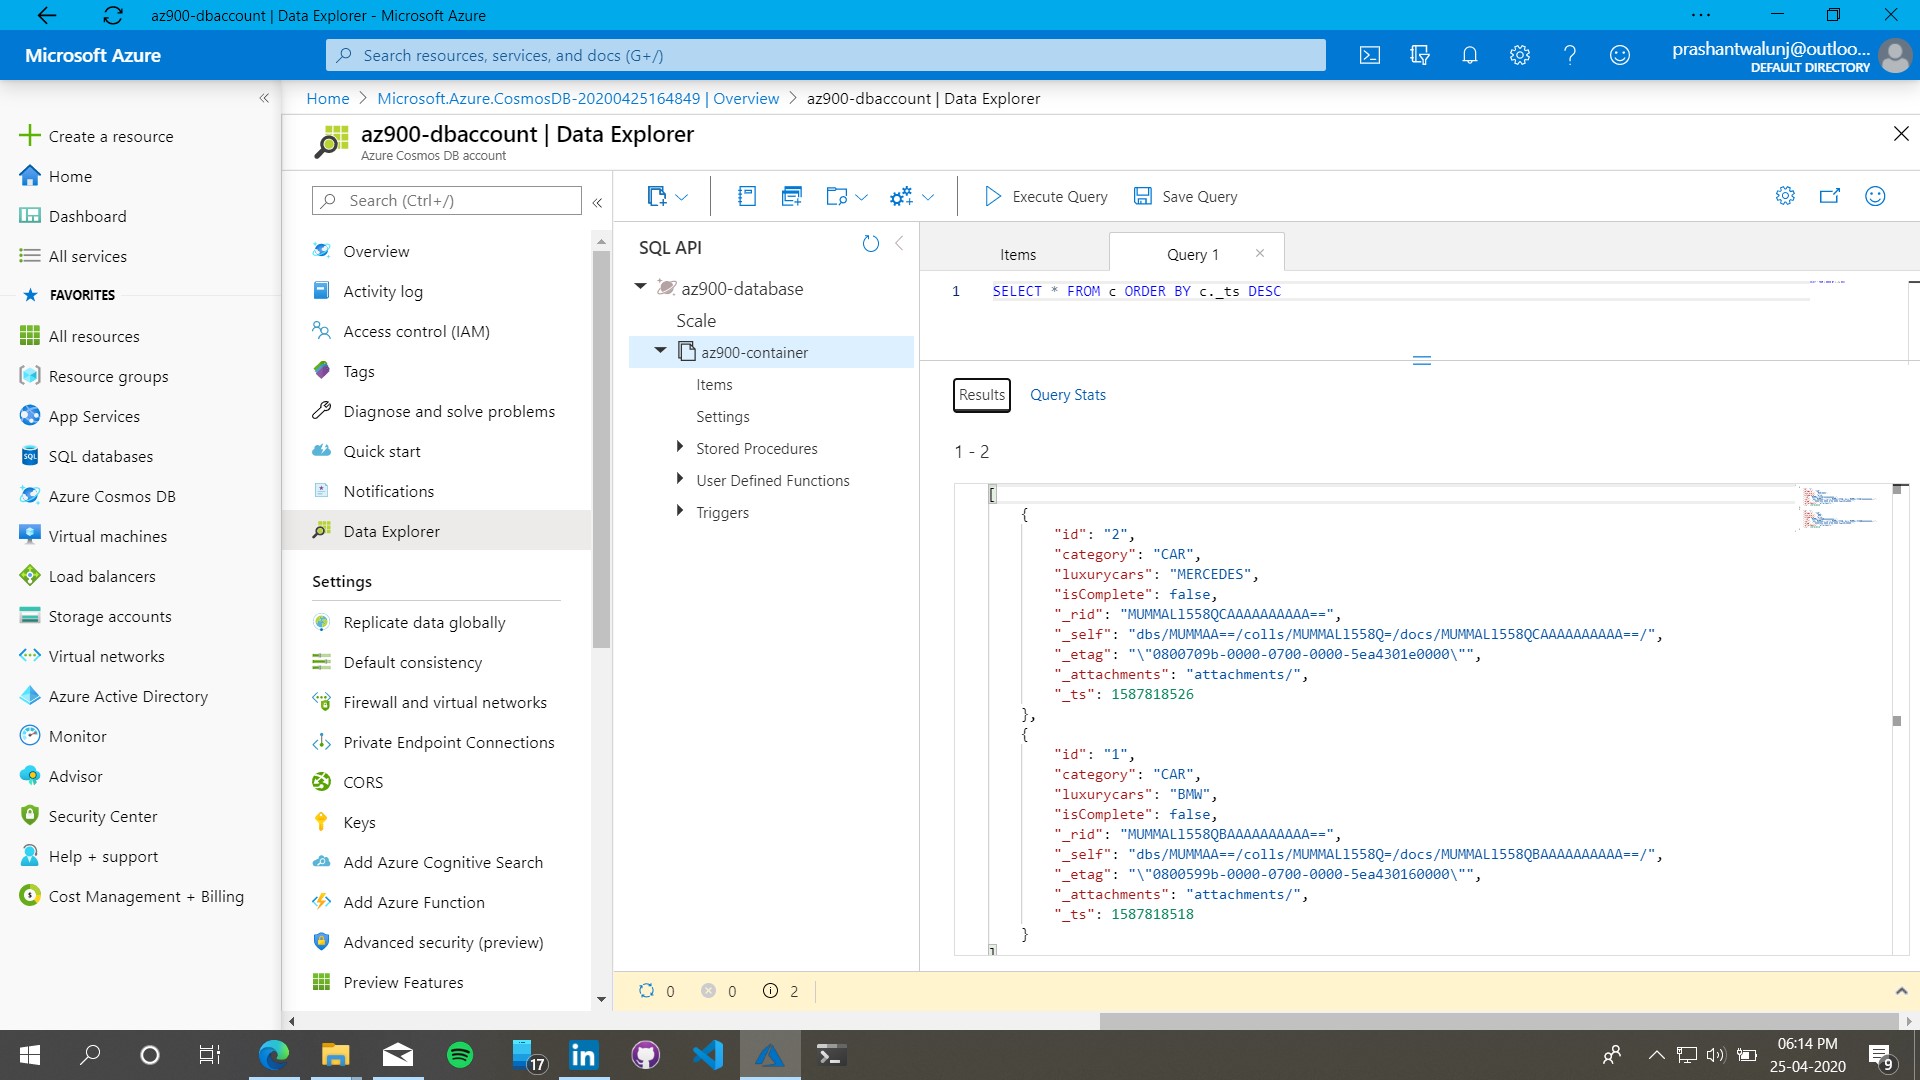 az900-dbaccount | Data Explorer - Microsoft Azure
Microsoft Azure
Search resources, services, and docs (G+/)
prashantwalunj@outloo...
DEFAULT DIRECTORY
Home > Microsoft.Azure.CosmosDB-20200425164849 | Overview > az900-dbaccount | Data Explorer
Create a resource
Home
Dashboard
All services
FAVORITES
All resources
Resource groups
App Services
SQL databases
Azure Cosmos DB
Virtual machines
Load balancers
Storage accounts
Virtual networks
Azure Active Directory
Monitor
Advisor
Security Center
Help + support
Cost Management + Billing
az900-dbaccount | Data Explorer
Azure Cosmos DB account
Search (Ctrl+/)
Overview
Activity log
Access control (IAM)
Tags
Diagnose and solve problems
Quick start
Notifications
Data Explorer
Settings
Replicate data globally
Default consistency
Firewall and virtual networks
Private Endpoint Connections
CORS
Keys
Add Azure Cognitive Search
Add Azure Function
Advanced security (preview)
Preview Features
Execute Query
Save Query
SQL API
az900-database
Scale
az900-container
Items
Settings
Stored Procedures
User Defined Functions
Triggers
Items
Query 1
1 SELECT * FROM c ORDER BY c._ts DESC
Results
Query Stats
1 - 2
[
{
"id": "2",
"category": "CAR",
"luxurycars": "MERCEDES",
"isComplete": false,
"_rid": "MUMMAL1558QCAAAAAAAAAA==",
"_self": "dbs/MUMMAA==/colls/MUMMAL1558Q=/docs/MUMMAL1558QCAAAAAAAAAA==/",
"_etag": "\"0800709b-0000-0700-0000-5ea4301e0000\"",
"_attachments": "attachments/",
"_ts": 1587818526
},
{
"id": "1",
"category": "CAR",
"luxurycars": "BMW",
"isComplete": false,
"_rid": "MUMMAL1558QBAAAAAAAAAA==",
"_self": "dbs/MUMMAA==/colls/MUMMAL1558Q=/docs/MUMMAL1558QBAAAAAAAAAA==/",
"_etag": "\"0800599b-0000-0700-0000-5ea430160000\"",
"_attachments": "attachments/",
"_ts": 1587818518
}
]
0 0 2
17
06:14 PM
25-04-2020
9